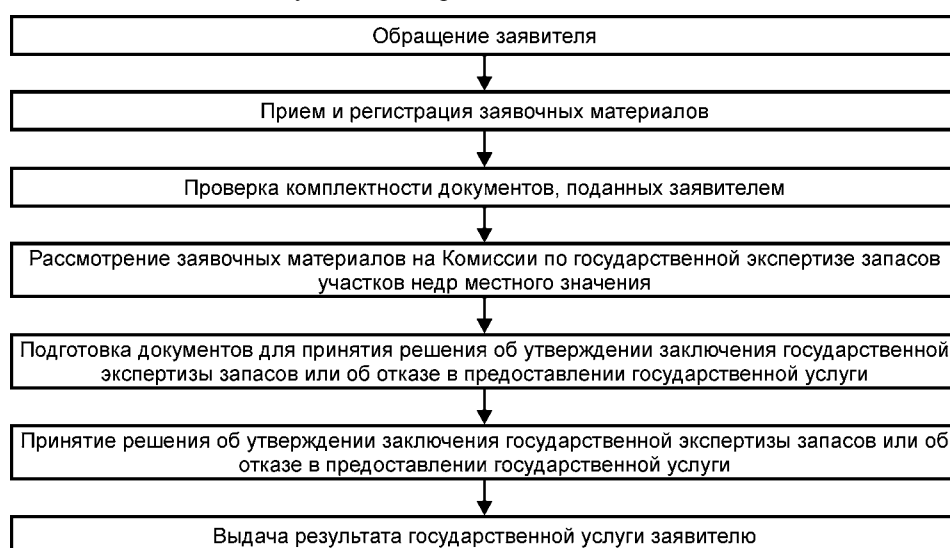 Обращение заявителя
Прием и регистрация заявочных материалов
Проверка комплектности документов, поданных заявителем
Рассмотрение заявочных материалов на Комиссии по государственной экспертизе запасов
участков недр местного значения
Подготовка документов для принятия решения об утверждении заключения государственной
экспертизы запасов или об отказе в предоставлении государственной услуги
Принятие решения об утверждении заключения государственной экспертизы запасов или об
отказе в предоставлении государственной услуги
Выдача результата государственной услуги заявителю